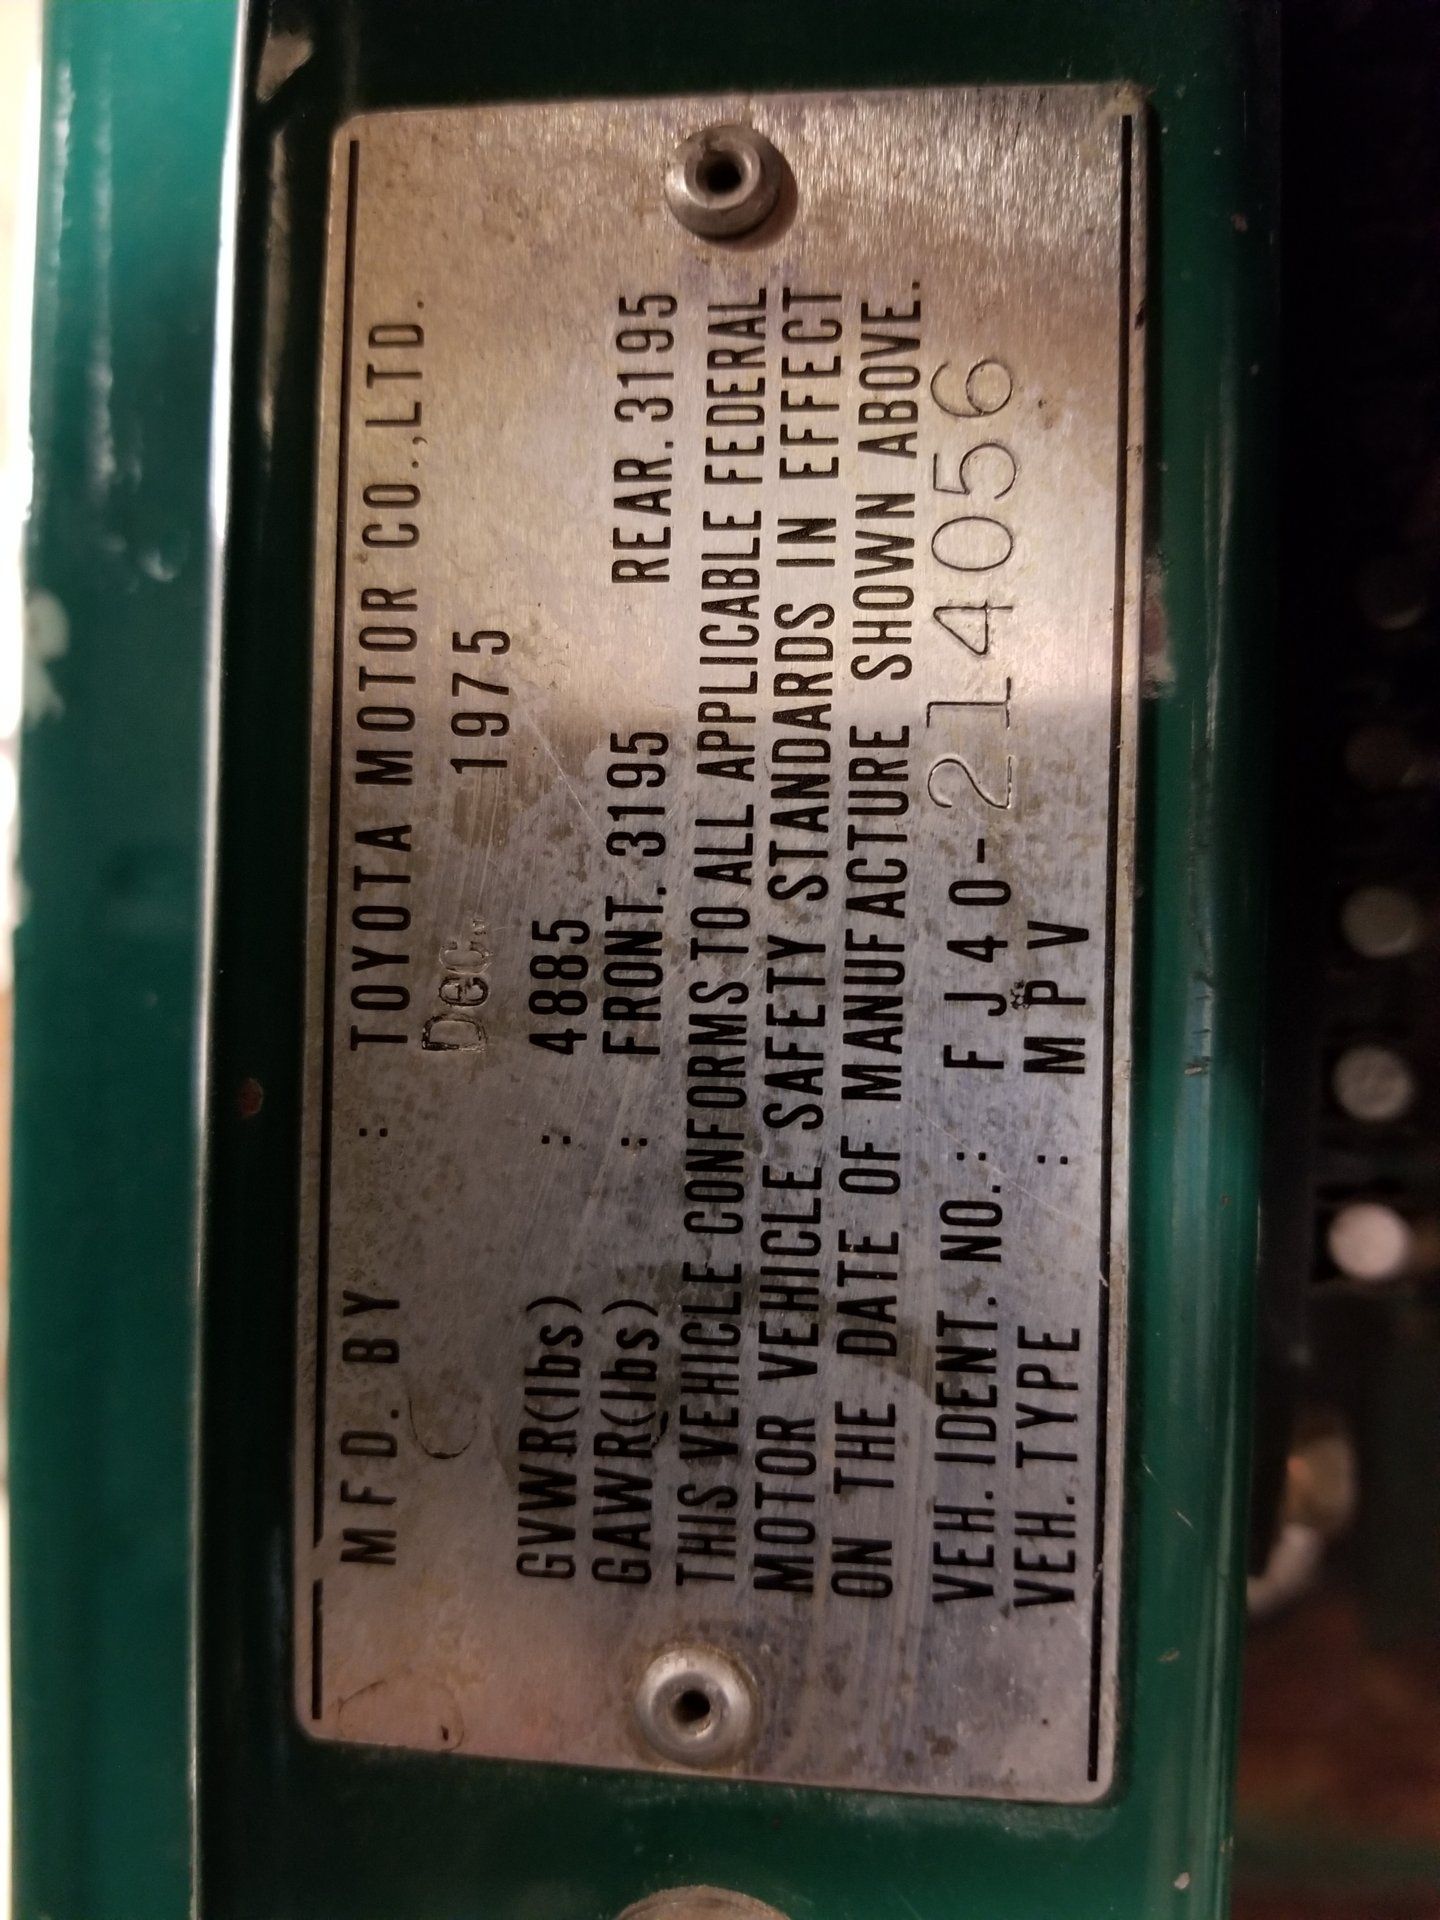 MFD. BY : TOYOTA MOTOR CO.,LTD.
Dec. 1975
GVWR(lbs) : 4885
GAWR(lbs) : FRONT. 3195 REAR. 3195
THIS VEHICLE CONFORMS TO ALL APPLICABLE FEDERAL
MOTOR VEHICLE SAFETY STANDARDS IN EFFECT
ON THE DATE OF MANUFACTURE SHOWN ABOVE.
VEH. IDENT. NO. : FJ40-214056
VEH. TYPE : MPV